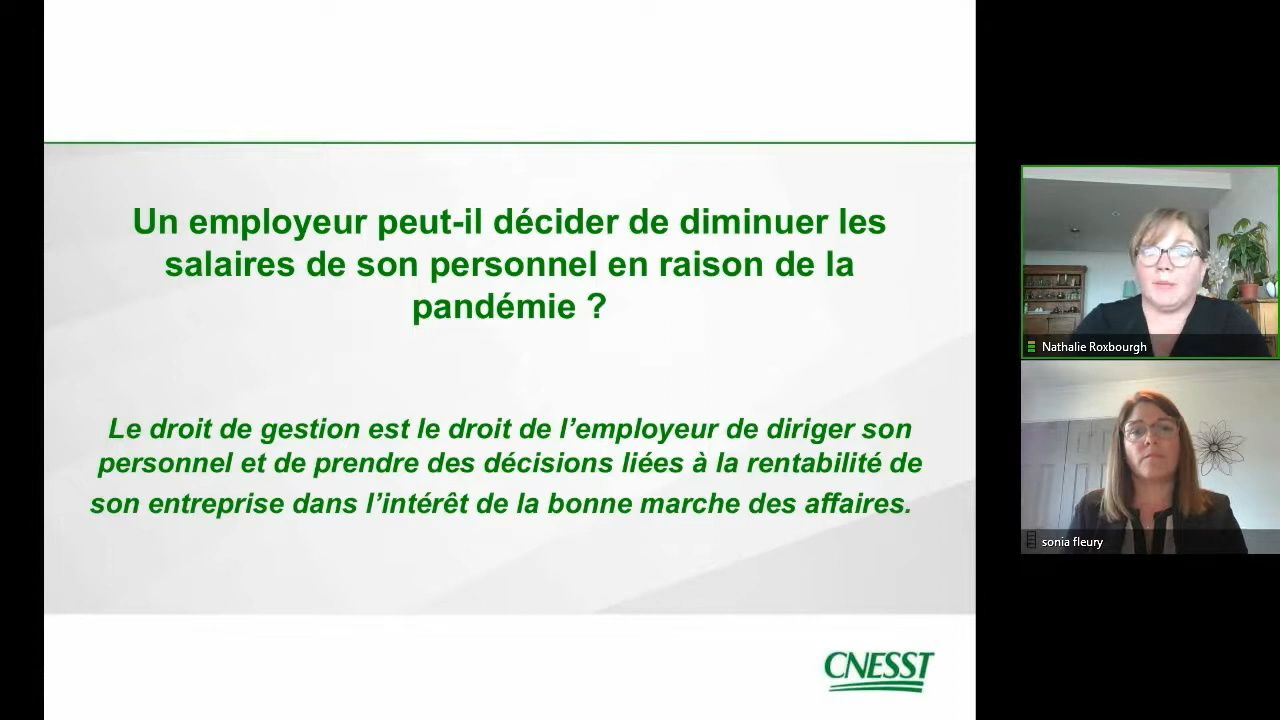 Un employeur peut-il décider de diminuer les
salaires de son personnel en raison de la
pandémie ?
Le droit de gestion est le droit de l’employeur de diriger son
personnel et de prendre des décisions liées à la rentabilité de
son entreprise dans l’intérêt de la bonne marche des affaires.
CNESST
Nathalie Roxbourgh
sonia fleury